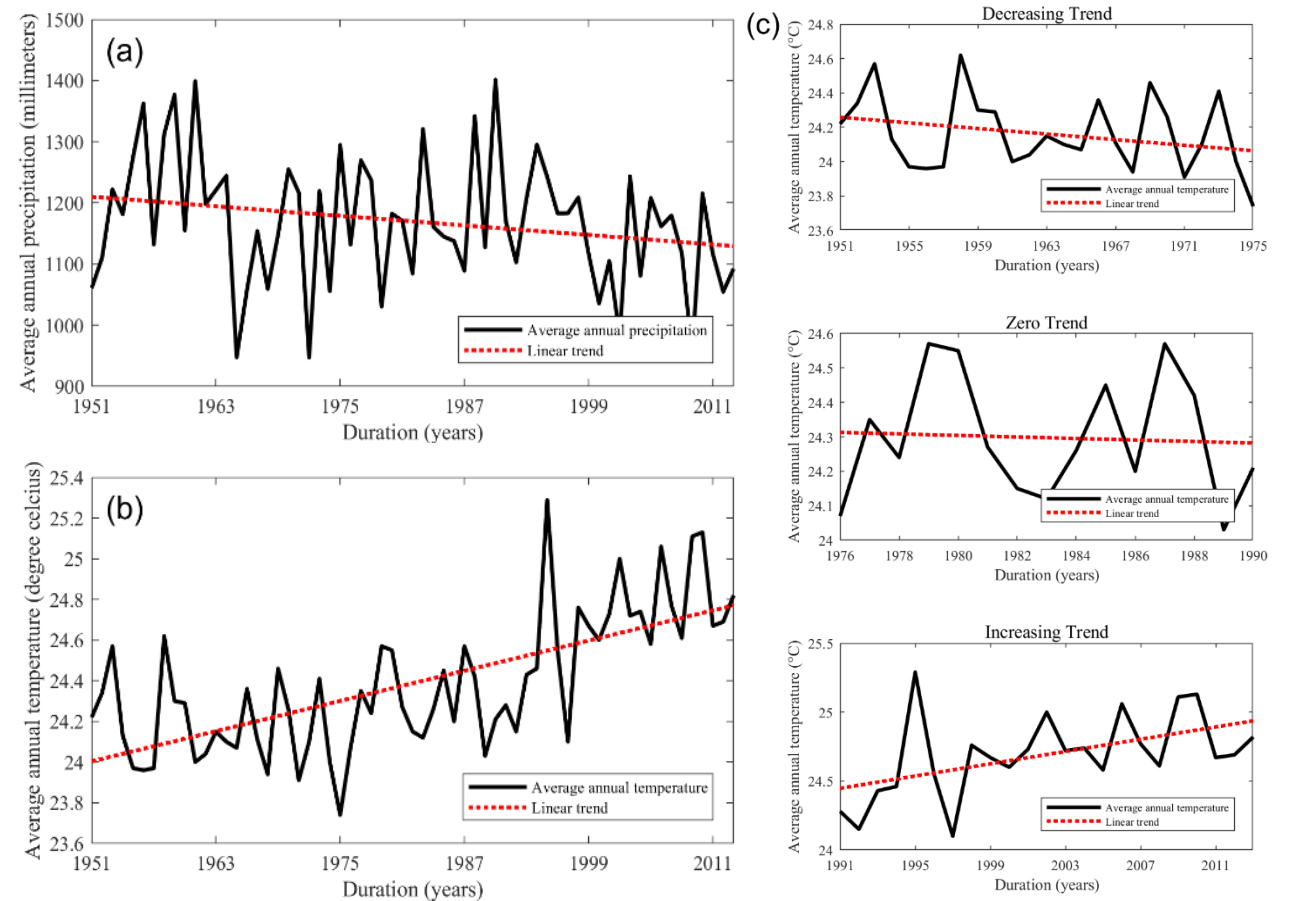 (a)
Average annual precipitation (millimeters)
1500
1400
1300
1200
1100
1000
900
Average annual precipitation
Linear trend
1951 1963 1975 1987 1999 2011
Duration (years)
(b)
Average annual temperature (degree celcius)
25.4
25.2
25
24.8
24.6
24.4
24.2
24
23.8
23.6
Average annual temperature
Linear trend
1951 1963 1975 1987 1999 2011
Duration (years)
(c)
Decreasing Trend
Average annual temperature (°C)
24.8
24.6
24.4
24.2
24
23.8
23.6
Average annual temperature
Linear trend
1951 1955 1959 1963 1967 1971 1975
Duration (years)
Zero Trend
Average annual temperature (°C)
24.6
24.5
24.4
24.3
24.2
24.1
24
Average annual temperature
Linear trend
1976 1978 1980 1982 1984 1986 1988 1990
Duration (years)
Increasing Trend
Average annual temperature (°C)
25.5
25
24.5
24
Average annual temperature
Linear trend
1991 1995 1999 2003 2007 2011
Duration (years)